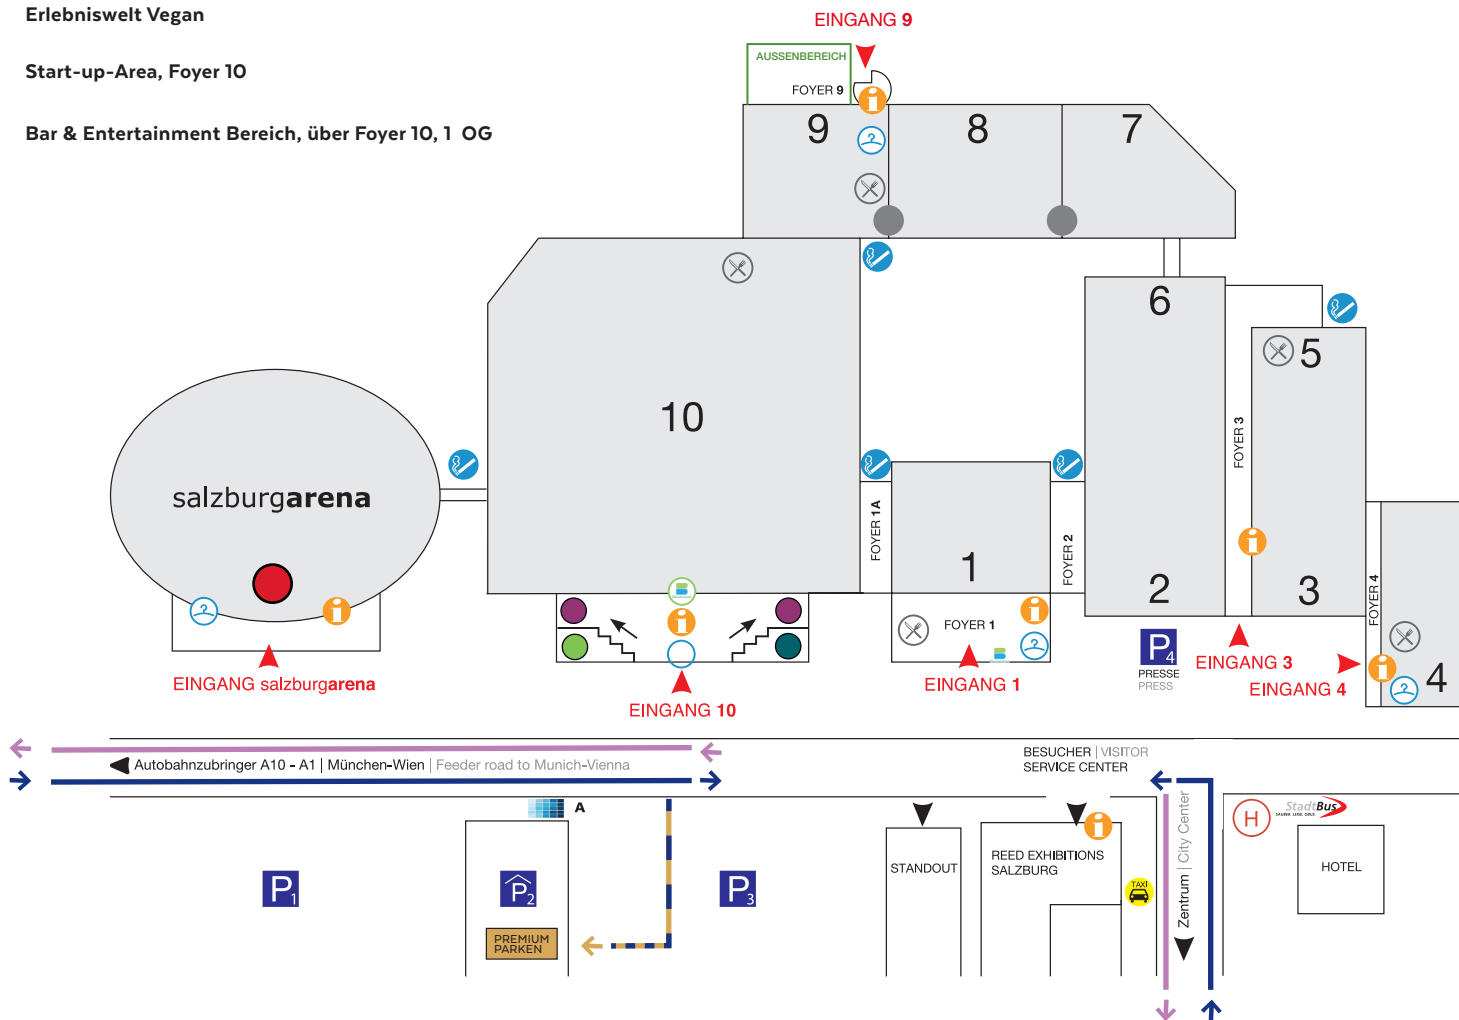 Erlebniswelt Vegan
Start-up-Area, Foyer 10
Bar & Entertainment Bereich, über Foyer 10, 1 OG
EINGANG 9
AUSSENBEREICH
FOYER 9
9
8
7
6
5
10
FOYER 3
salzburgarena
FOYER 1A
FOYER 2
1
2
3
FOYER 4
FOYER 1
4
P4
PRESSE
PRESS
EINGANG 3
EINGANG 4
EINGANG salzburgarena
EINGANG 1
EINGANG 10
BESUCHER | VISITOR
SERVICE CENTER
Autobahnzubringer A10 - A1 | München-Wien | Feeder road to Munich-Vienna
A
H
StadtBus
STANDOUT
REED EXHIBITIONS
SALZBURG
TAXI
Zentrum | City Center
HOTEL
P1
P2
P3
PREMIUM
PARKEN